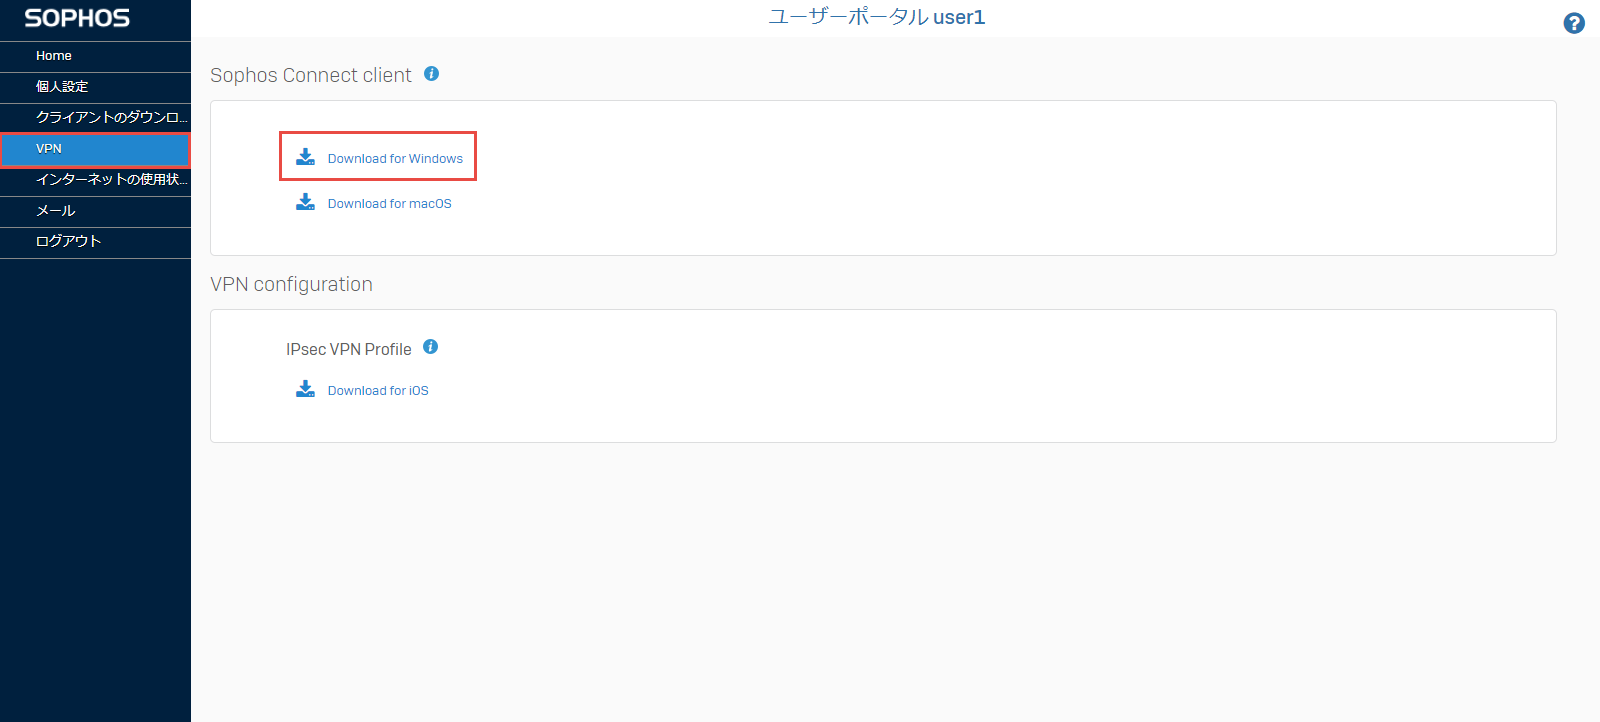 SOPHOS
ユーザーポータル user1
?
Home
個人設定
クライアントのダウンロ...
VPN
インターネットの使用状...
メール
ログアウト
Sophos Connect client i
Download for Windows
Download for macOS
VPN configuration
IPsec VPN Profile i
Download for iOS